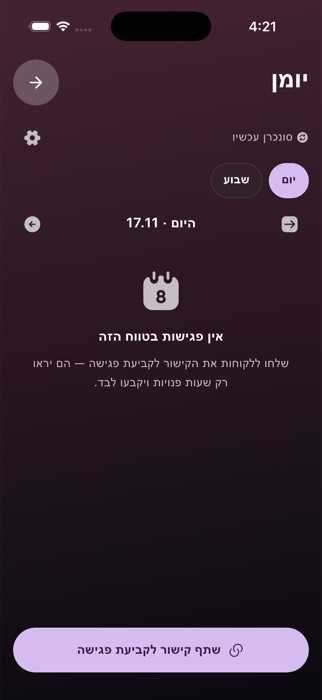 4:21
יומן
סונכרן עכשיו
יום
שבוע
היום · 17.11
8
אין פגישות בטווח הזה
שלחו ללקוחות את הקישור לקביעת פגישה — הם יראו
רק שעות פנויות ויקבעו לבד.
שתף קישור לקביעת פגישה